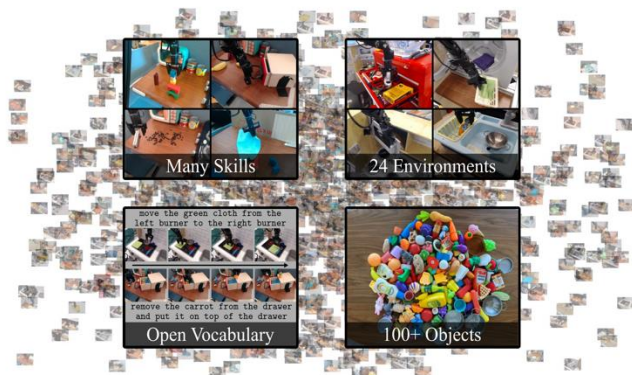 Many Skills
24 Environments
move the green cloth from the
left burner to the right burner
remove the carrot from the drawer
and put it on top of the drawer
Open Vocabulary
100+ Objects